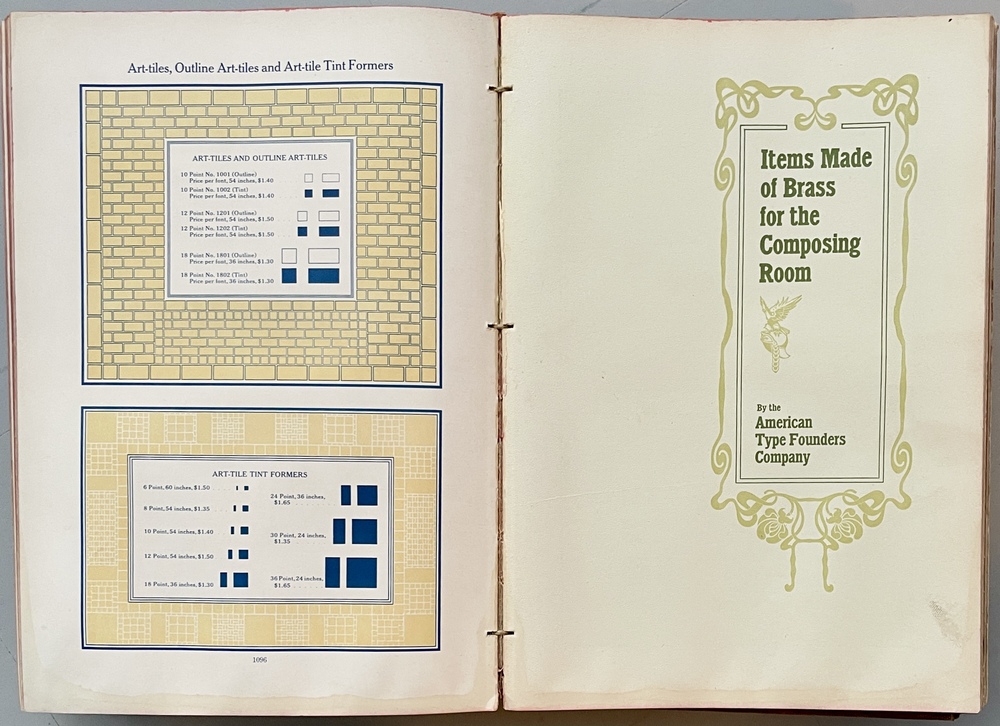 Art-tiles, Outline Art-tiles and Art-tile Tint Formers
ART-TILES AND OUTLINE ART-TILES
10 Point No. 1001 (Outline)
Price per font, 54 inches, $1.40
10 Point No. 1002 (Tint)
Price per font, 54 inches, $1.40
12 Point No. 1201 (Outline)
Price per font, 54 inches, $1.50
12 Point No. 1202 (Tint)
Price per font, 54 inches, $1.50
18 Point No. 1801 (Outline)
Price per font, 36 inches, $1.30
18 Point No. 1802 (Tint)
Price per font, 36 inches, $1.30
ART-TILE TINT FORMERS
6 Point, 60 inches, $1.50
8 Point, 54 inches, $1.35
10 Point, 54 inches, $1.40
12 Point, 54 inches, $1.50
18 Point, 36 inches, $1.30
24 Point, 36 inches,
$1.65
30 Point, 24 inches,
$1.35
36 Point, 24 inches,
$1.65
1096
Items Made
of Brass
for the
Composing
Room
By the
American
Type Founders
Company